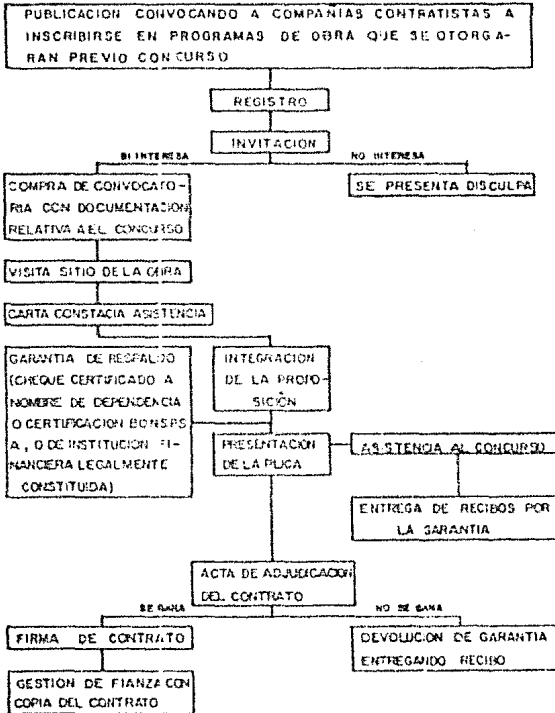 PUBLICACION CONVOCANDO A COMPAÑIAS CONTRATISTAS A
INSCRIBIRSE EN PROGRAMAS DE OBRA QUE SE OTORGA-
RAN PREVIO CONCURSO
REGISTRO
INVITACION
SI INTERESA
NO INTERESA
COMPRA DE CONVOCATO-
RIA CON DOCUMENTACION
RELATIVA A EL CONCURSO
SE PRESENTA DISCULPA
VISITA SITIO DE LA OBRA
CARTA CONSTACIA ASISTENCIA
GARANTIA DE RESPALDO
(CHEQUE CERTIFICADO A
NOMBRE DE DEPENDENCIA
O CERTIFICACION
A, O DE INSTITUCION FI-
NANCIERA LEGALMENTE
CONSTITUIDA)
INTEGRACION
DE LA PROPO-
SICIÓN
PRESENTACION
DE LA PLICA
ASISTENCIA AL CONCURSO
ENTREGA DE RECIBOS POR
LA GARANTIA
ACTA DE ADJUDICACION
DEL CONTRATO
SE GANA
NO SE GANA
FIRMA DE CONTRATO
DEVOLUCION DE GARANTIA
ENTREGANDO RECIBO
GESTION DE FIANZA CON
COPIA DEL CONTRATO